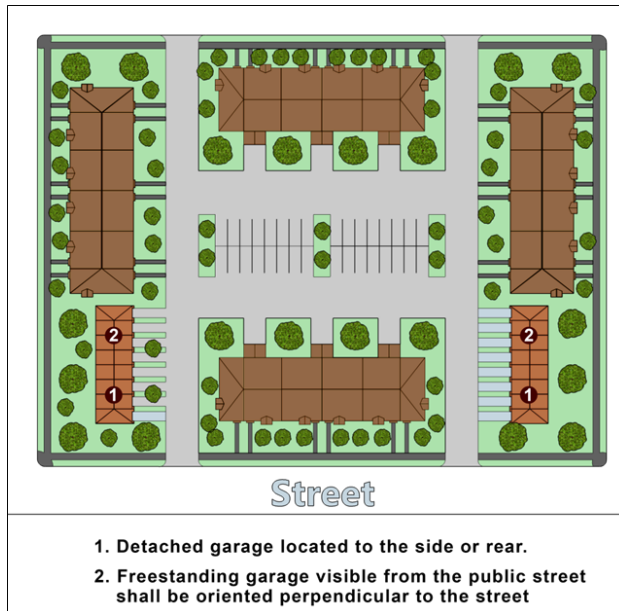 2 2
1 1
Street
1. Detached garage located to the side or rear.
2. Freestanding garage visible from the public street
shall be oriented perpendicular to the street